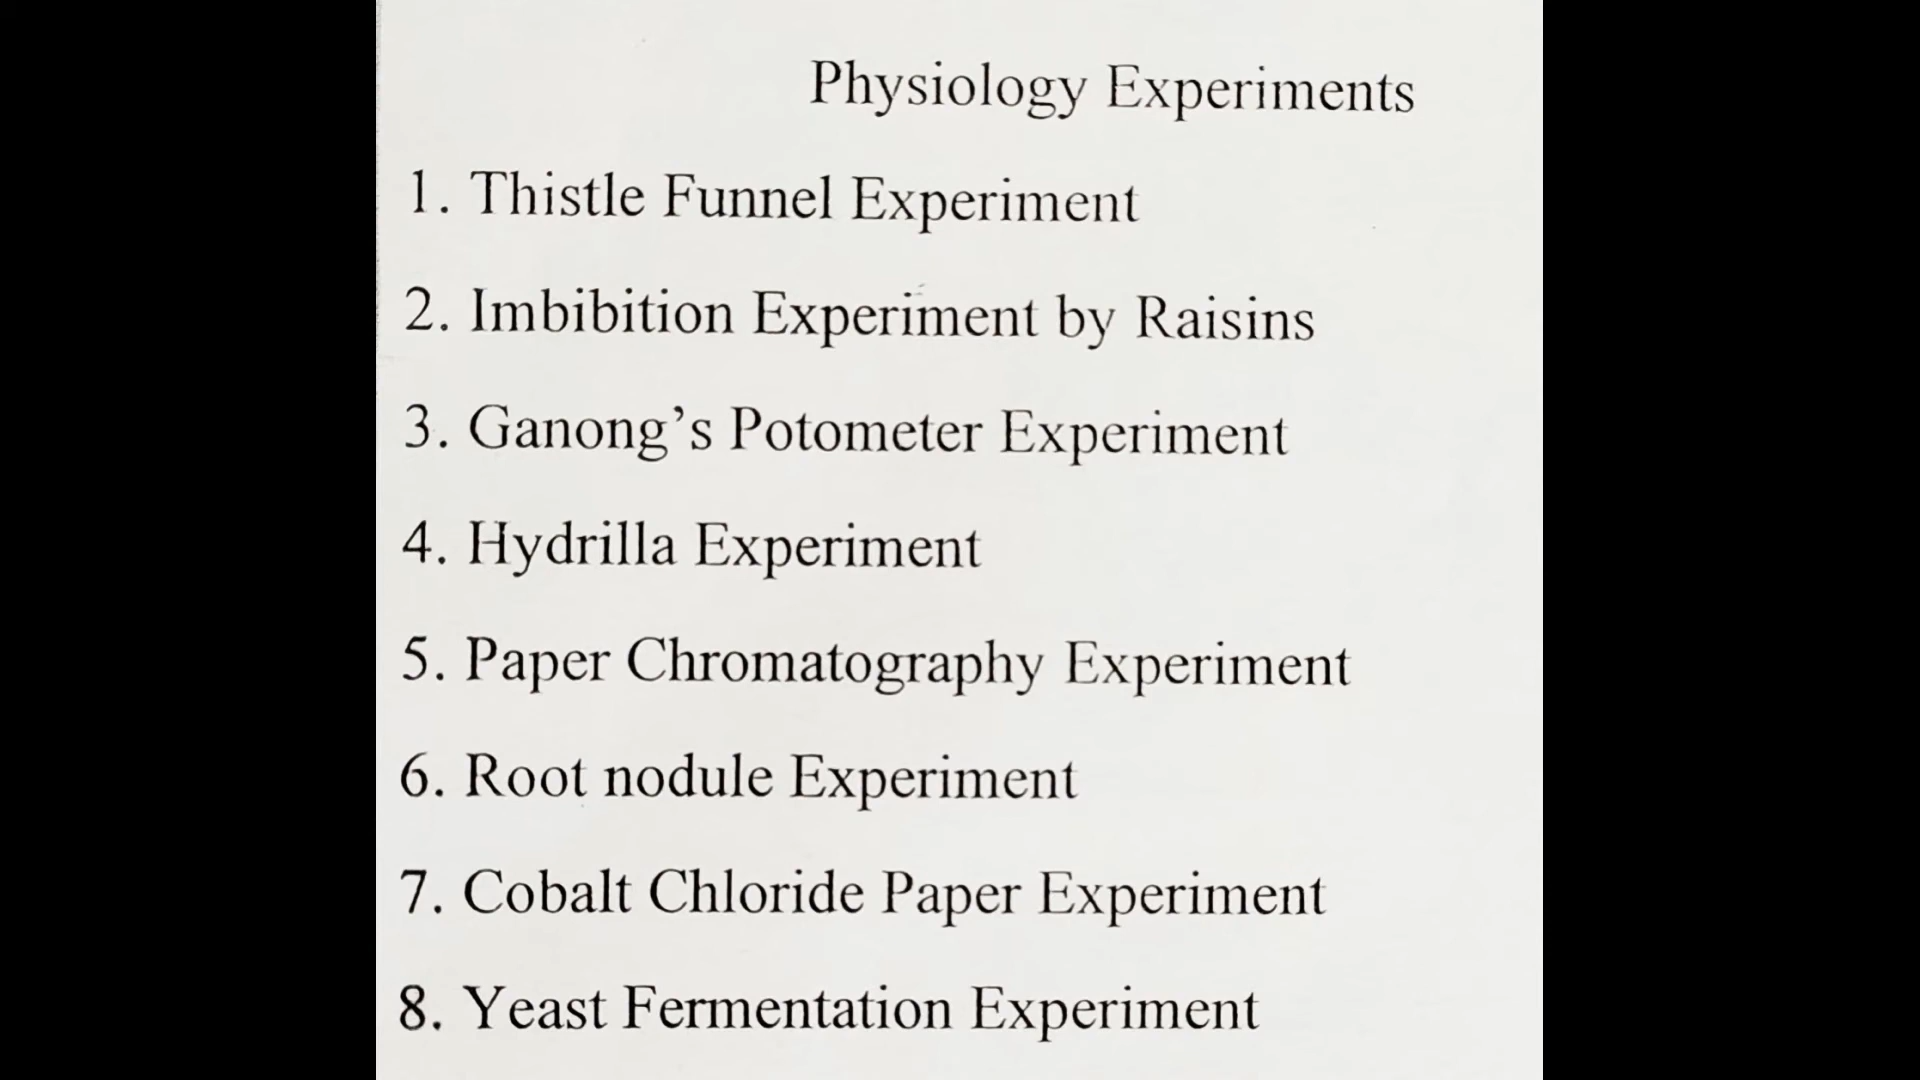 Physiology Experiments
1. Thistle Funnel Experiment
2. Imbibition Experiment by Raisins
3. Ganong’s Potometer Experiment
4. Hydrilla Experiment
5. Paper Chromatography Experiment
6. Root nodule Experiment
7. Cobalt Chloride Paper Experiment
8. Yeast Fermentation Experiment